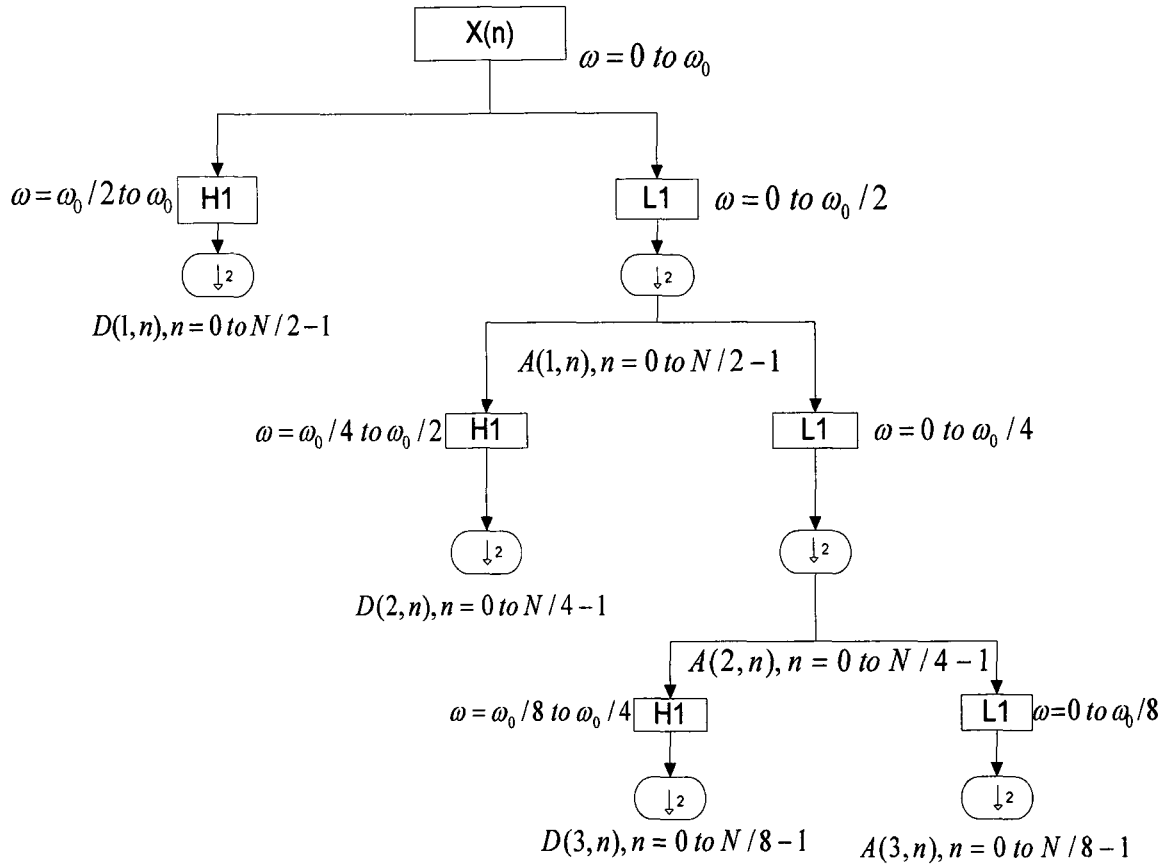 X(n)
ω = 0 to ω₀
ω = ω₀ / 2 to ω₀
H1
L1
ω = 0 to ω₀ / 2
↓2
↓2
D(1, n), n = 0 to N / 2 − 1
A(1, n), n = 0 to N / 2 − 1
ω = ω₀ / 4 to ω₀ / 2
H1
L1
ω = 0 to ω₀ / 4
↓2
↓2
D(2, n), n = 0 to N / 4 − 1
A(2, n), n = 0 to N / 4 − 1
ω = ω₀ / 8 to ω₀ / 4
H1
L1
ω=0 to ω₀/8
↓2
↓2
D(3, n), n = 0 to N / 8 − 1
A(3, n), n = 0 to N / 8 − 1